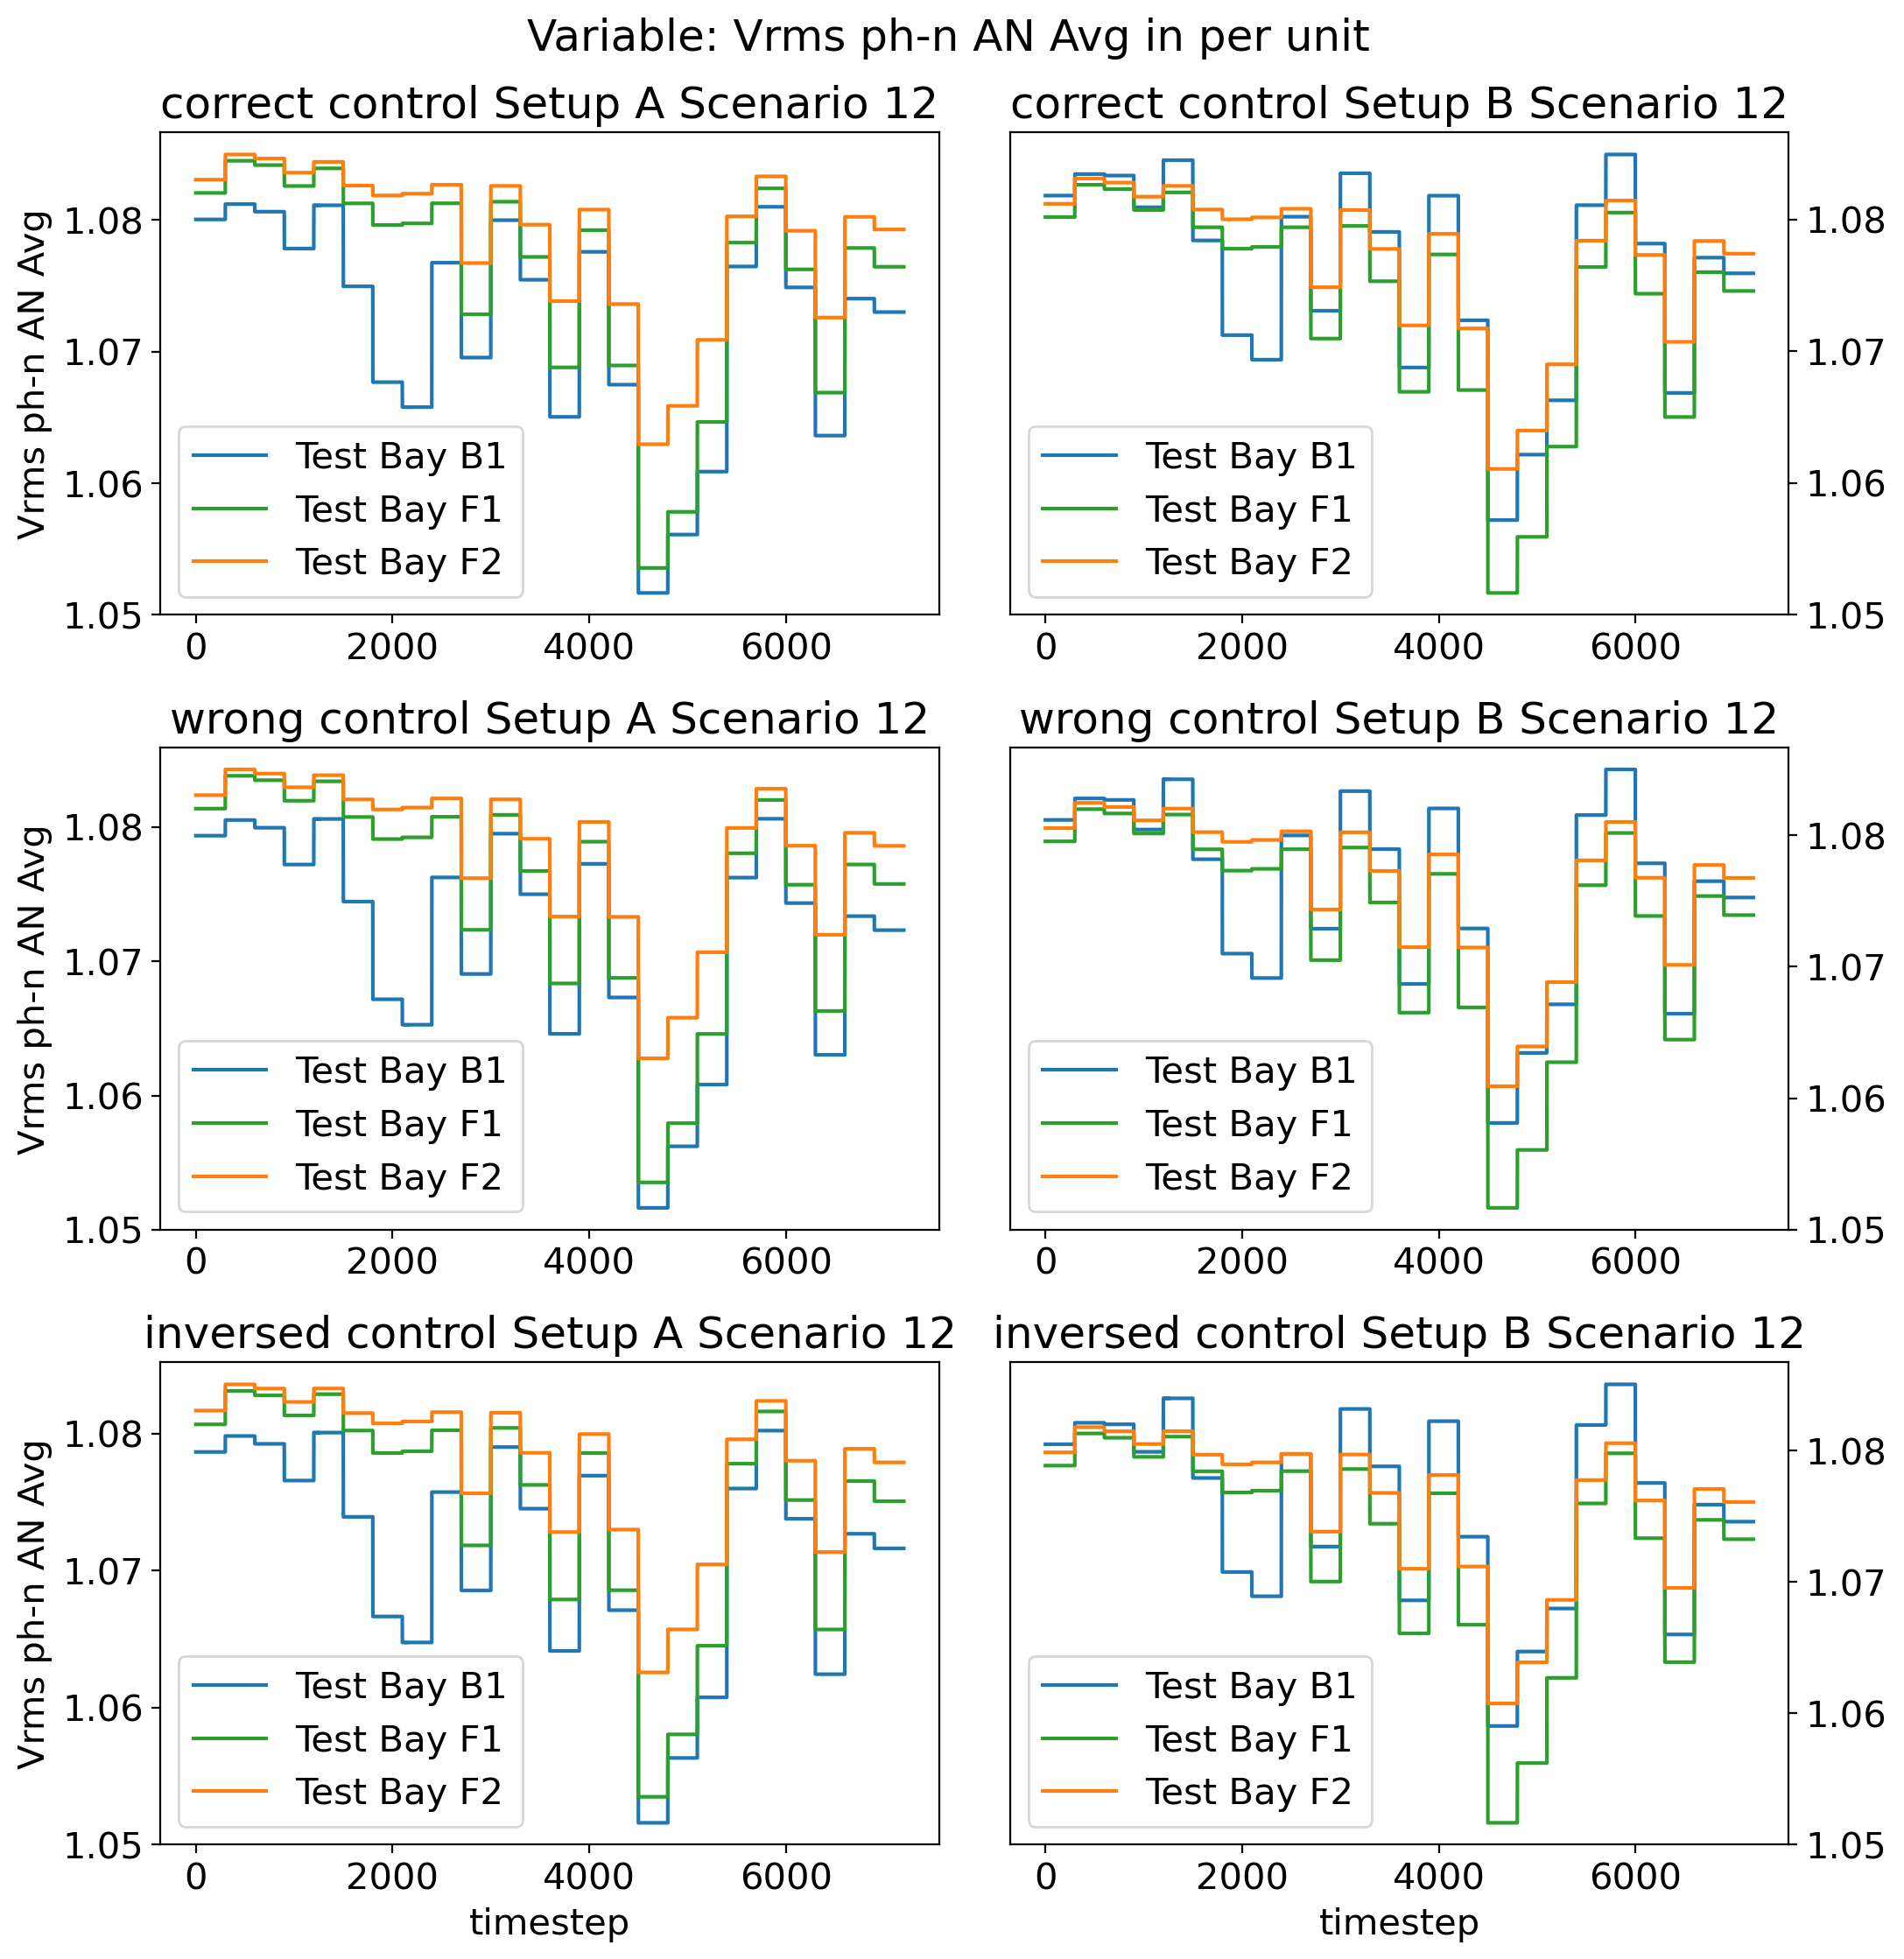 Variable: Vrms ph-n AN Avg in per unit
correct control Setup A Scenario 12
correct control Setup B Scenario 12
Vrms ph-n AN Avg
1.08
1.07
1.06
1.05
0
2000
4000
6000
Test Bay B1
Test Bay F1
Test Bay F2
1.08
1.07
1.06
1.05
0
2000
4000
6000
Test Bay B1
Test Bay F1
Test Bay F2
wrong control Setup A Scenario 12
wrong control Setup B Scenario 12
Vrms ph-n AN Avg
1.08
1.07
1.06
1.05
0
2000
4000
6000
Test Bay B1
Test Bay F1
Test Bay F2
1.08
1.07
1.06
1.05
0
2000
4000
6000
Test Bay B1
Test Bay F1
Test Bay F2
inversed control Setup A Scenario 12
inversed control Setup B Scenario 12
Vrms ph-n AN Avg
1.08
1.07
1.06
1.05
0
2000
4000
6000
Test Bay B1
Test Bay F1
Test Bay F2
timestep
1.08
1.07
1.06
1.05
0
2000
4000
6000
Test Bay B1
Test Bay F1
Test Bay F2
timestep